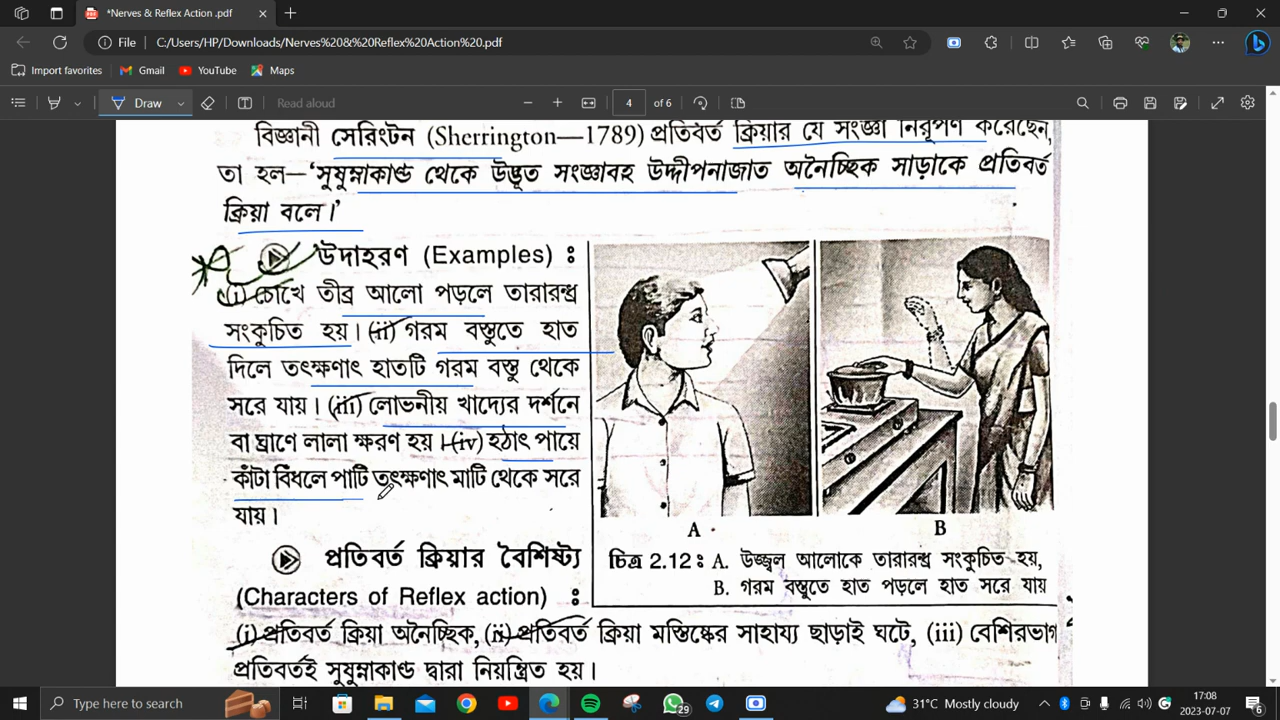 *Nerves & Reflex Action .pdf
File C:/Users/HP/Downloads/Nerves%20&%20Reflex%20Action%20.pdf
Import favorites Gmail YouTube Maps
Draw Read aloud 4 of 6
বিজ্ঞানী সেরিংটন (Sherrington—1789) প্রতিবর্ত ক্রিয়ার যে সংজ্ঞা নিরূপণ করেছেন,
তা হল—'সুষুম্নাকাণ্ড থেকে উদ্ভূত সংজ্ঞাবহ উদ্দীপনাজাত অনৈচ্ছিক সাড়াকে প্রতিবর্ত
ক্রিয়া বলে।'
উদাহরণ (Examples) :
(i) চোখে তীব্র আলো পড়লে তারারন্ধ্র
সংকুচিত হয়। (ii) গরম বস্তুতে হাত
দিলে তৎক্ষণাৎ হাতটি গরম বস্তু থেকে
সরে যায়। (iii) লোভনীয় খাদ্যের দর্শনে
বা ঘ্রাণে লালা ক্ষরণ হয়। (iv) হঠাৎ পায়ে
কাঁটা বিঁধলে পাটি তৎক্ষণাৎ মাটি থেকে সরে
যায়।
A B
চিত্র 2.12 : A. উজ্জ্বল আলোকে তারারন্ধ্র সংকুচিত হয়,
B. গরম বস্তুতে হাত পড়লে হাত সরে যায়
প্রতিবর্ত ক্রিয়ার বৈশিষ্ট্য
(Characters of Reflex action) :
(i) প্রতিবর্ত ক্রিয়া অনৈচ্ছিক, (ii) প্রতিবর্ত ক্রিয়া মস্তিষ্কের সাহায্য ছাড়াই ঘটে, (iii) বেশিরভাগ
প্রতিবর্তই সুষুম্নাকাণ্ড দ্বারা নিয়ন্ত্রিত হয়।
Type here to search 29 31°C Mostly cloudy 17:08
2023-07-07 6